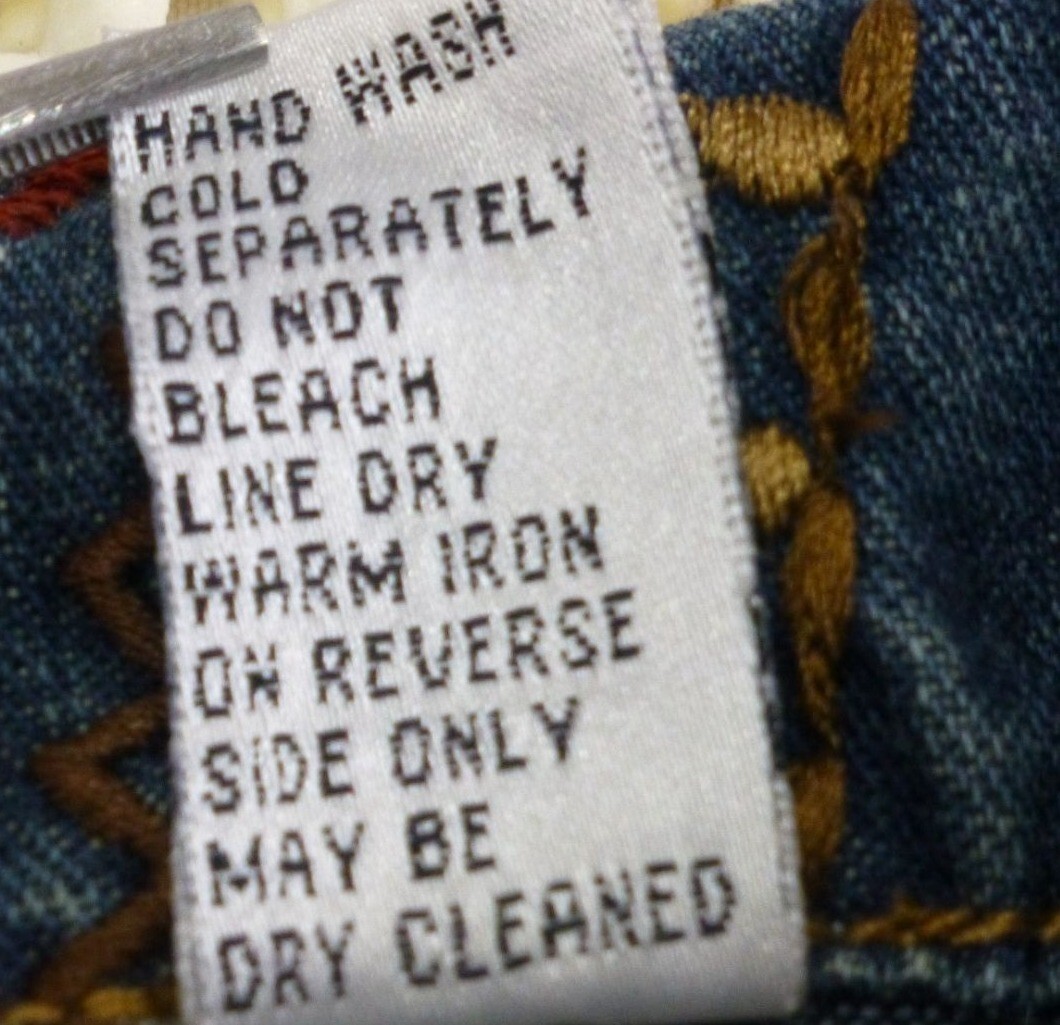 HAND WASH
COLD
SEPARATELY
DO NOT
BLEACH
LINE DRY
WARM IRON
ON REVERSE
SIDE ONLY
MAY BE
DRY CLEANED